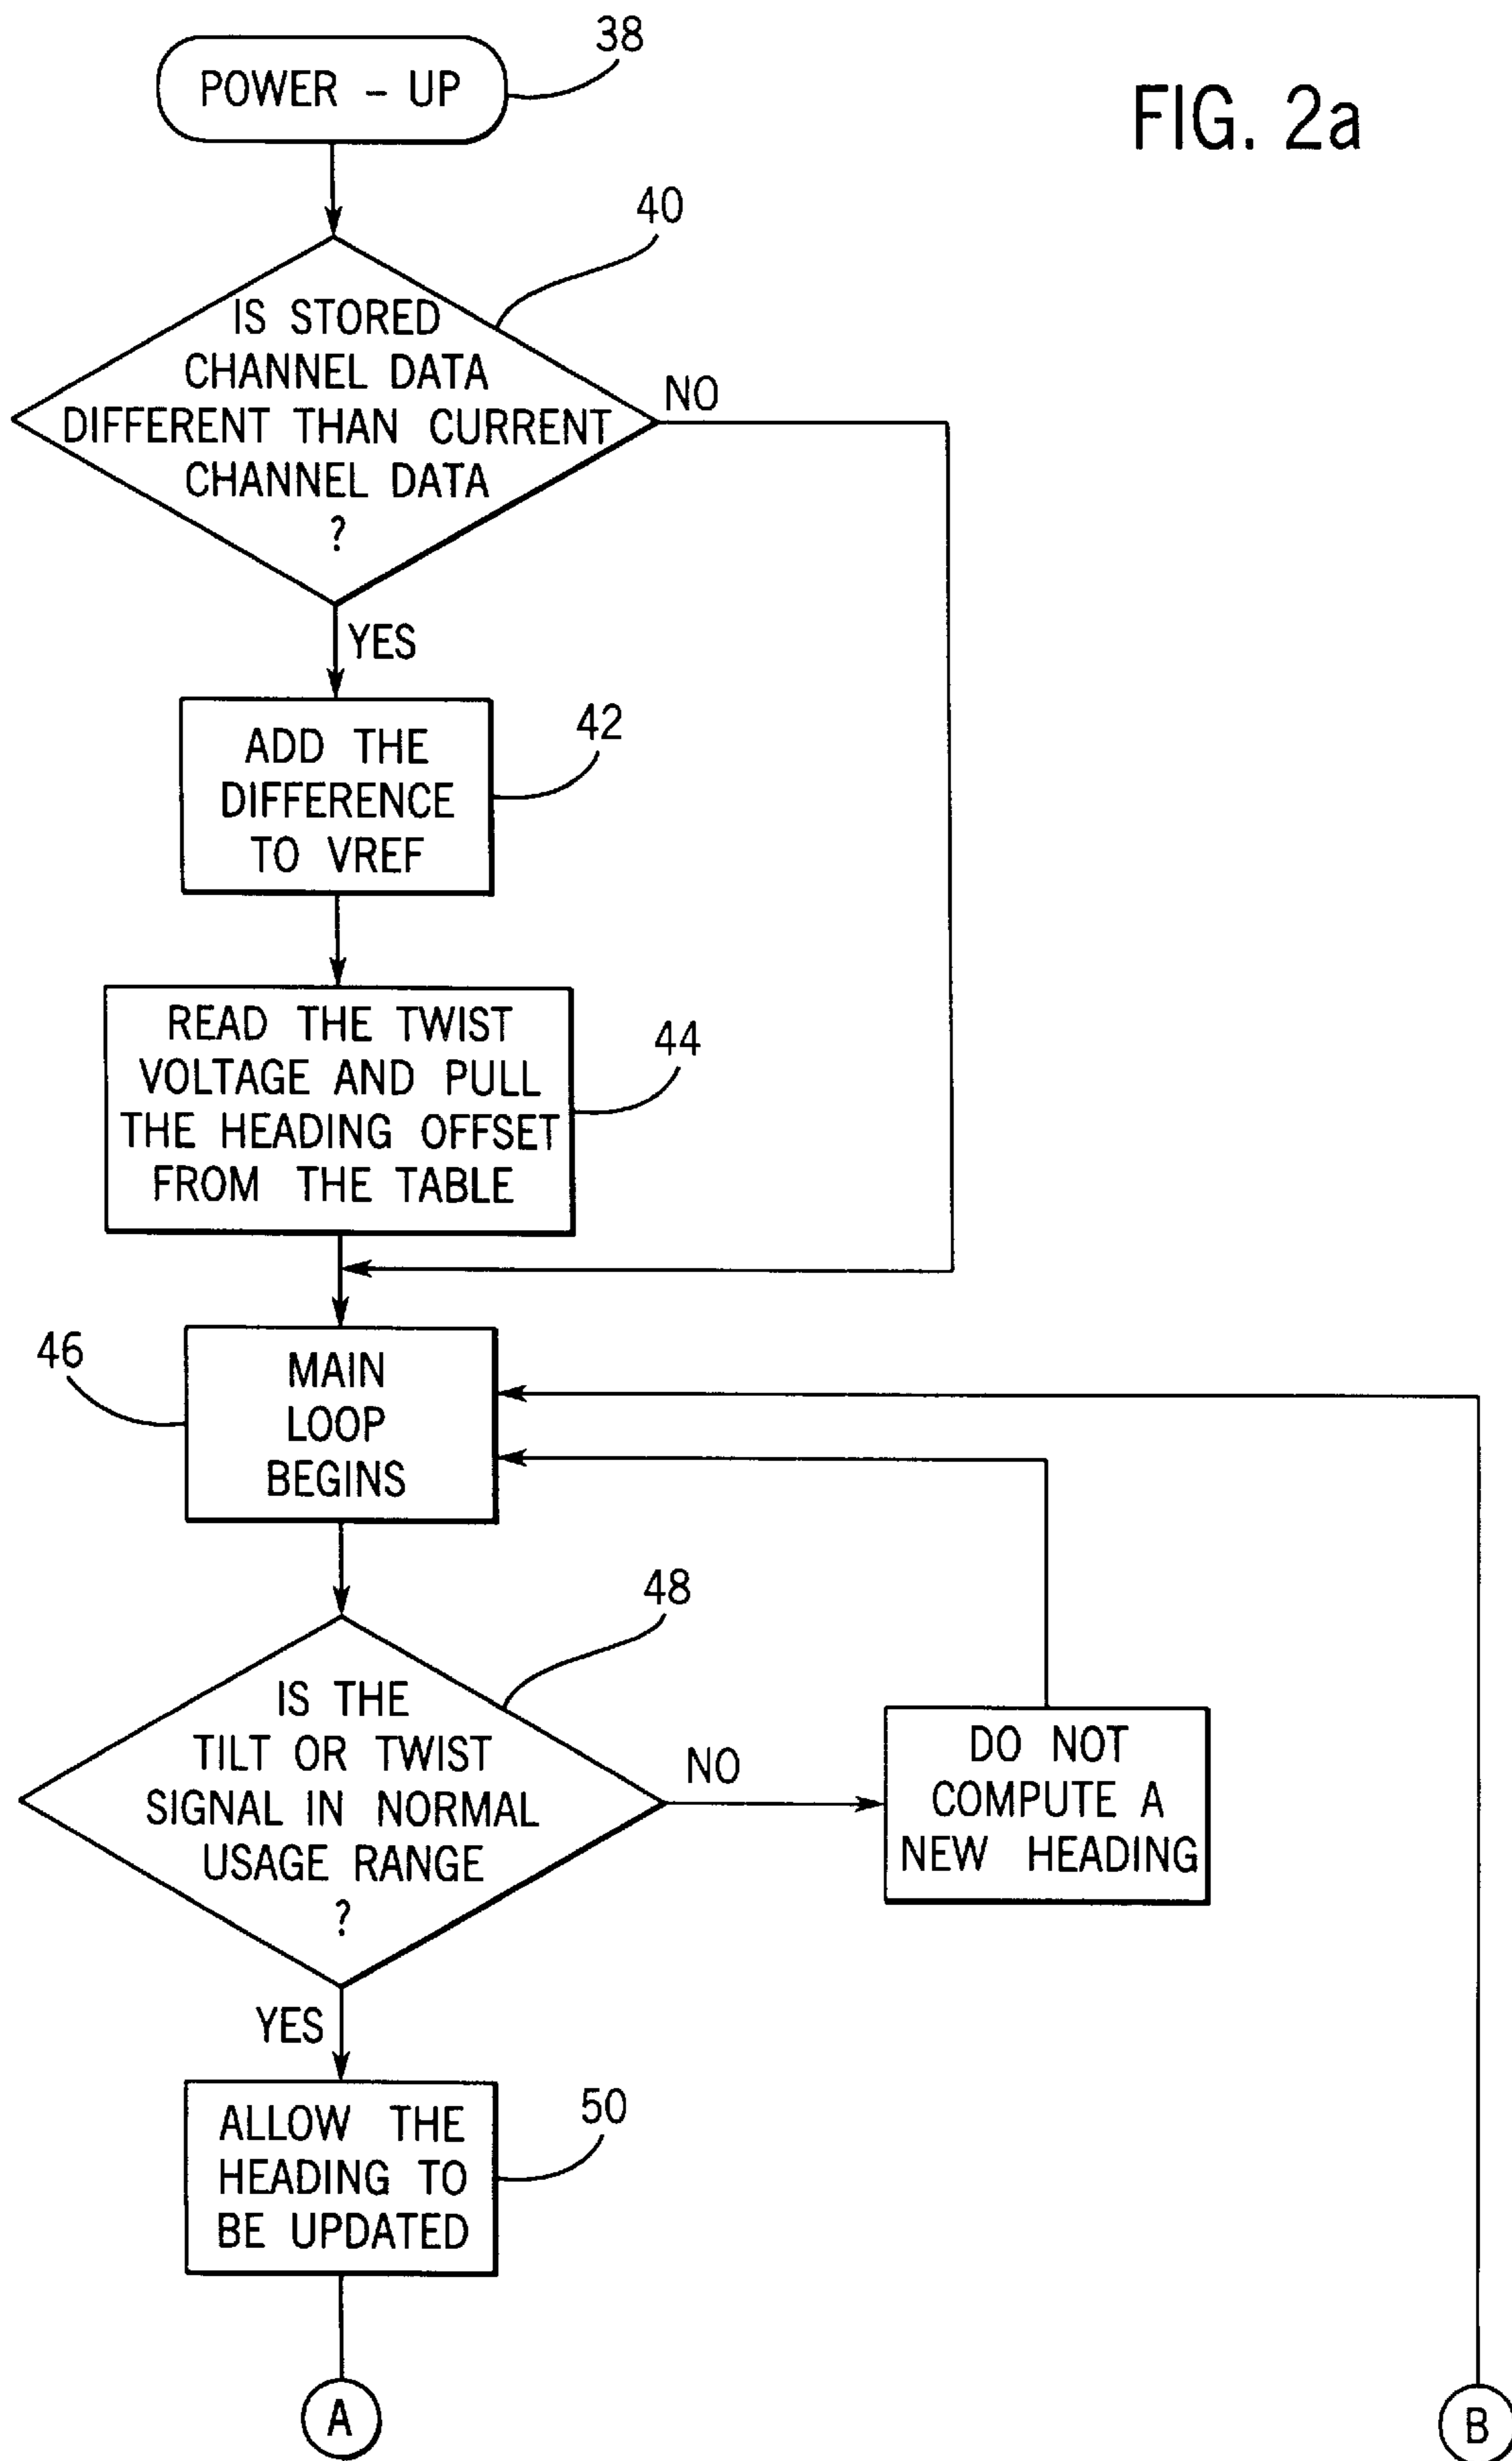 FIG. 2a
POWER – UP
38
40
IS STORED
CHANNEL DATA
DIFFERENT THAN CURRENT
CHANNEL DATA
?
NO
YES
ADD THE
DIFFERENCE
TO VREF
42
READ THE TWIST
VOLTAGE AND PULL
THE HEADING OFFSET
FROM THE TABLE
44
46
MAIN
LOOP
BEGINS
48
IS THE
TILT OR TWIST
SIGNAL IN NORMAL
USAGE RANGE
?
NO
DO NOT
COMPUTE A
NEW HEADING
YES
ALLOW THE
HEADING TO
BE UPDATED
50
A
B